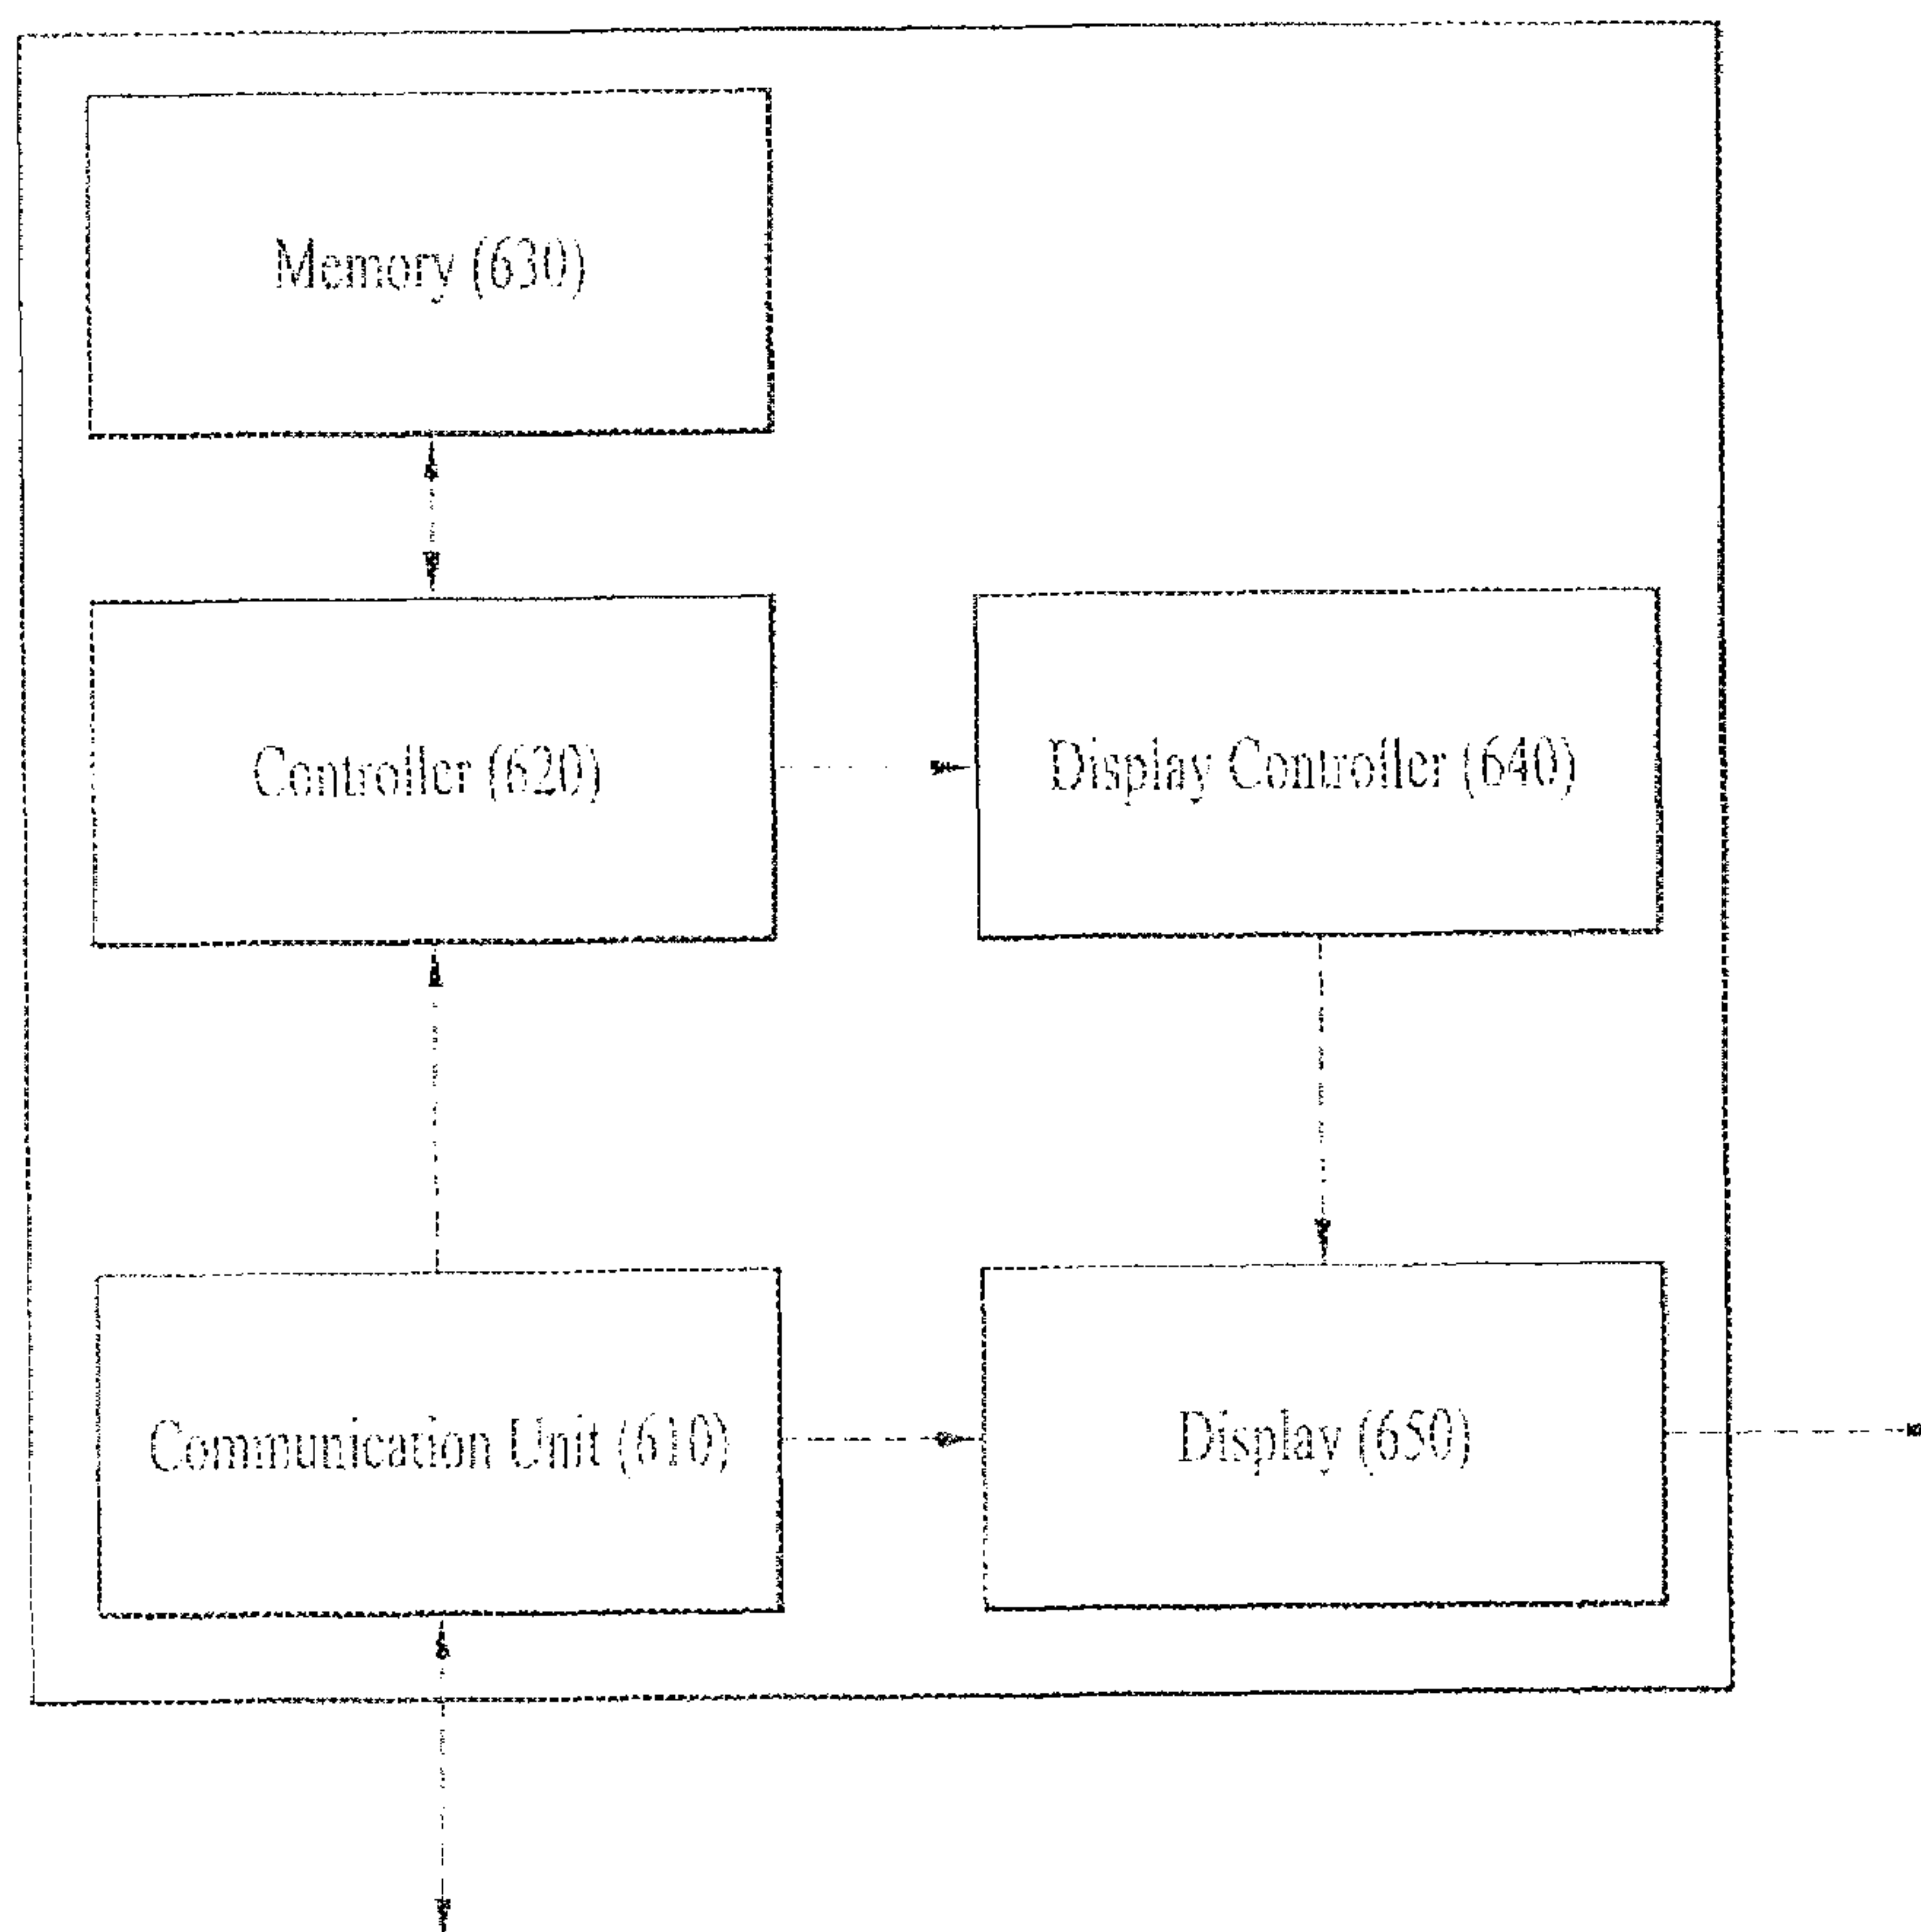 Memory (630)
Controller (620)
Display Controller (640)
Communication Unit (610)
Display (650)